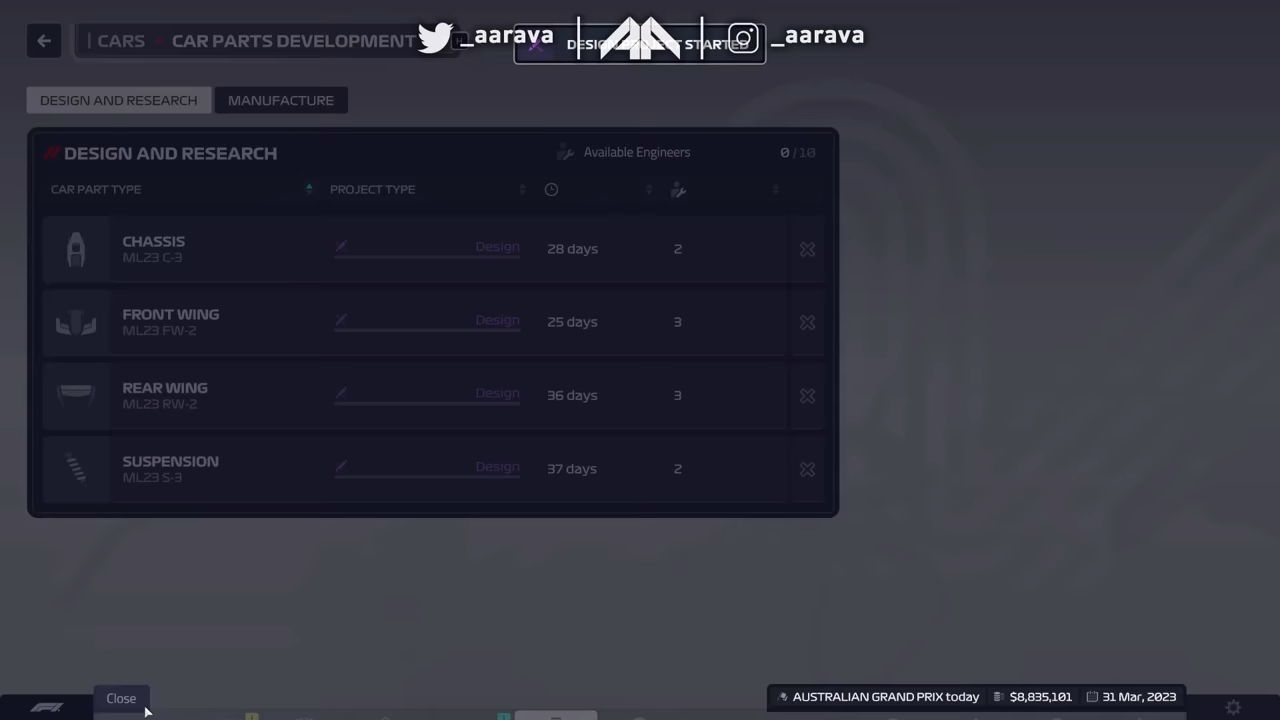 | CARS CAR PARTS DEVELOPMENT
_aarava
_aarava
DESIGN PROJECT STARTED
DESIGN AND RESEARCH
MANUFACTURE
DESIGN AND RESEARCH
Available Engineers
0/10
CAR PART TYPE
PROJECT TYPE
CHASSIS
ML23 C-3
Design
28 days
2
FRONT WING
ML23 FW-2
Design
25 days
3
REAR WING
ML23 RW-2
Design
36 days
3
SUSPENSION
ML23 S-3
Design
37 days
2
Close
AUSTRALIAN GRAND PRIX today
$8,835,101
31 Mar, 2023